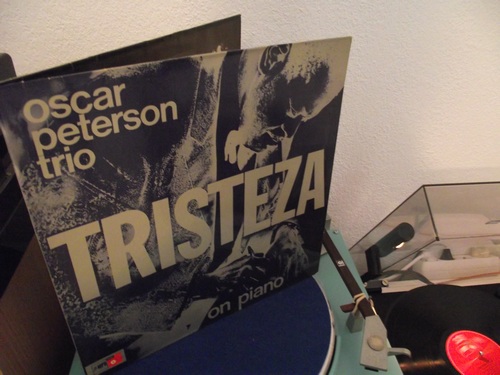 oscar
peterson
trio
TRISTEZA
on piano